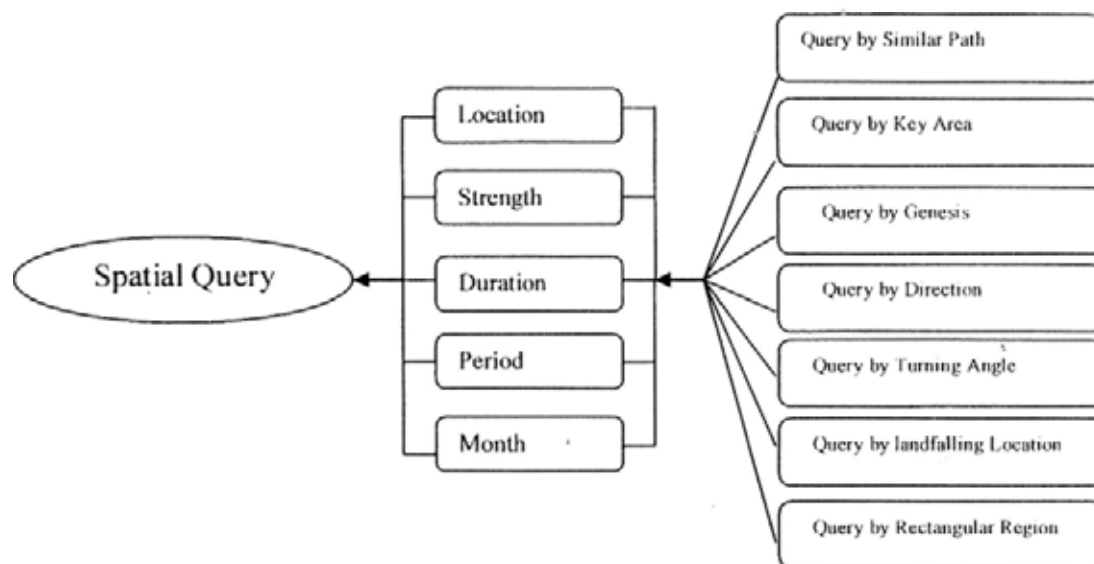 Spatial Query
Location
Strength
Duration
Period
Month
Query by Similar Path
Query by Key Area
Query by Genesis
Query by Direction
Query by Turning Angle
Query by landfalling Location
Query by Rectangular Region